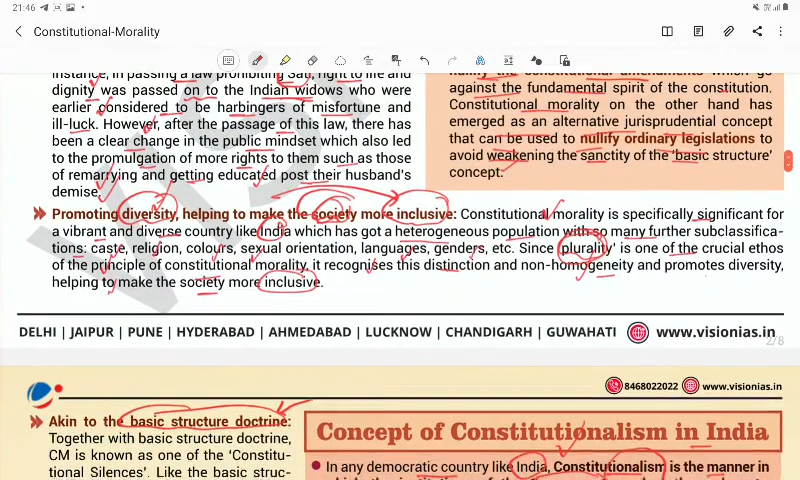 21:46
Constitutional-Morality
instance, in passing a law prohibiting Sati, right to life and
dignity was passed on to the Indian widows who were
earlier considered to be harbingers of misfortune and
ill-luck. However, after the passage of this law, there has
been a clear change in the public mindset which also led
to the promulgation of more rights to them such as those
of remarrying and getting educated post their husband's
demise.
nality the constitutional amendments which go
against the fundamental spirit of the constitution.
Constitutional morality on the other hand has
emerged as an alternative jurisprudential concept
that can be used to nullify ordinary legislations to
avoid weakening the sanctity of the 'basic structure'
concept.
Promoting diversity, helping to make the society more inclusive: Constitutional morality is specifically significant for
a vibrant and diverse country like India which has got a heterogeneous population with so many further subclassifica-
tions: caste, religion, colours, sexual orientation, languages, genders, etc. Since 'plurality' is one of the crucial ethos
of the principle of constitutional morality, it recognises this distinction and non-homogeneity and promotes diversity,
helping to make the society more inclusive.
DELHI | JAIPUR | PUNE | HYDERABAD | AHMEDABAD | LUCKNOW | CHANDIGARH | GUWAHATI www.visionias.in
2/8
8468022022 www.visionias.in
Akin to the basic structure doctrine:
Together with basic structure doctrine,
CM is known as one of the 'Constitu-
tional Silences'. Like the basic struc-
Concept of Constitutionalism in India
In any democratic country like India, Constitutionalism is the manner in